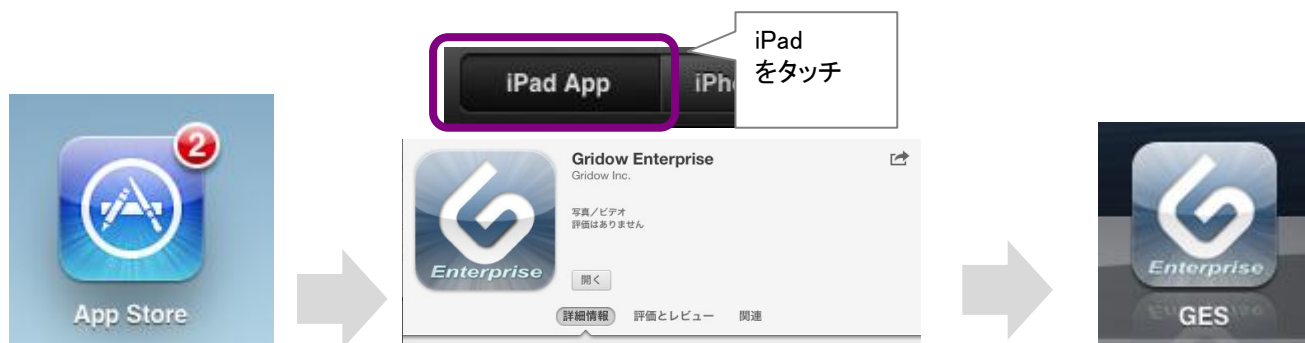 2
App Store
iPad App
iPh
iPad
をタッチ
Gridow Enterprise
Gridow Inc.
写真／ビデオ
評価はありません
Enterprise
開く
詳細情報 評価とレビュー 関連
Enterprise
GES